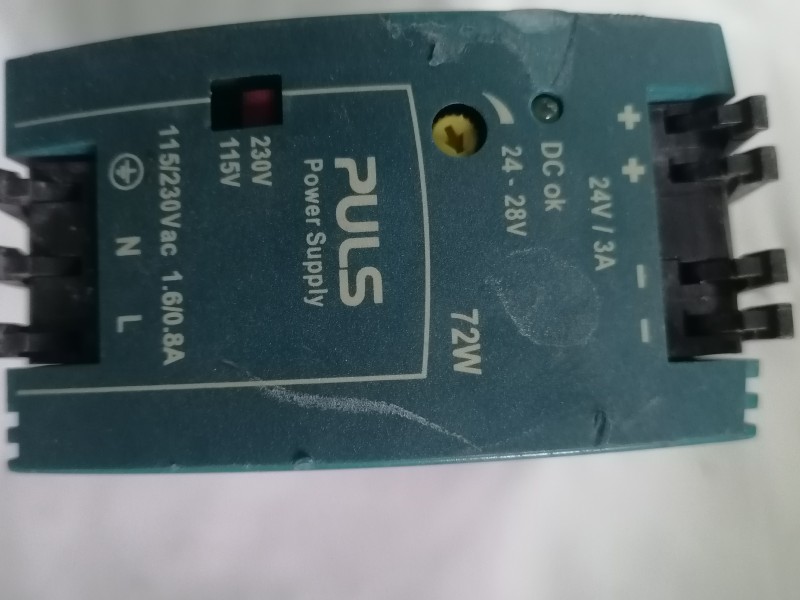 + + - -
24V / 3A
DC ok
24 - 28V
72W
PULS
Power Supply
230V
115V
115/230Vac 1.6/0.8A
N L